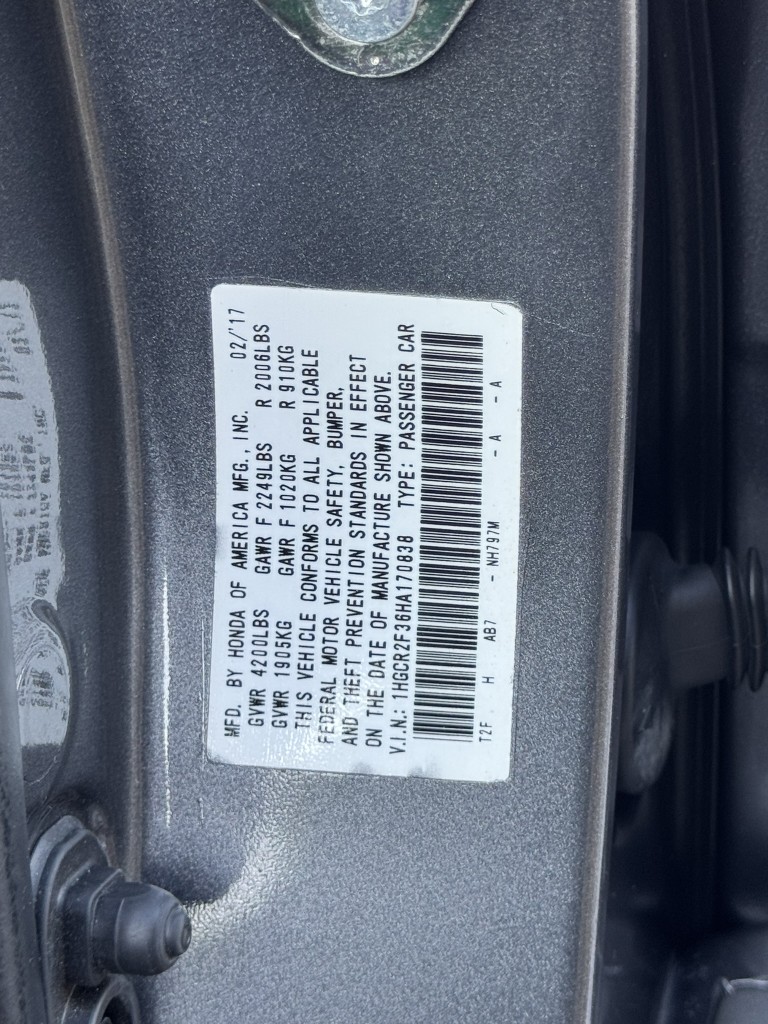 MFD. BY HONDA OF AMERICA MFG., INC. 02/'17
GVWR 4200LBS GAWR F 2249LBS R 2006LBS
GVWR 1905KG GAWR F 1020KG R 910KG
THIS VEHICLE CONFORMS TO ALL APPLICABLE
FEDERAL MOTOR VEHICLE SAFETY, BUMPER,
AND THEFT PREVENTION STANDARDS IN EFFECT
ON THE DATE OF MANUFACTURE SHOWN ABOVE.
V.I.N.: 1HGCR2F36HA170838 TYPE: PASSENGER CAR
T2F H AB7 - NH797M - A - A